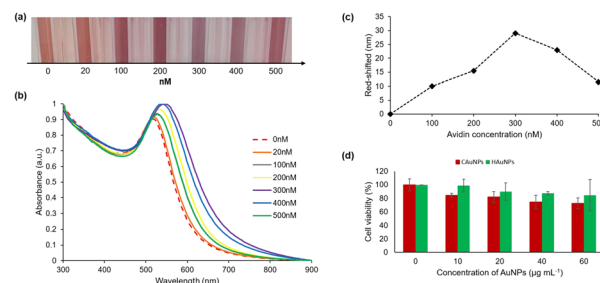 (a)
0 20 100 200 300 400 500
nM
(b)
Absorbance (a.u.)
1
0.9
0.8
0.7
0.6
0.5
0.4
0.3
0.2
0.1
0
300 400 500 600 700 800 900
Wavelength (nm)
0nM
20nM
100nM
200nM
300nM
400nM
500nM
(c)
Red-shifted (nm)
35
30
25
20
15
10
5
0
0 100 200 300 400 500
Avidin concentration (nM)
(d)
CAuNPs HAuNPs
Cell viability (%)
120
100
80
60
40
20
0
0 10 20 40 60
Concentration of AuNPs (µg mL⁻¹)